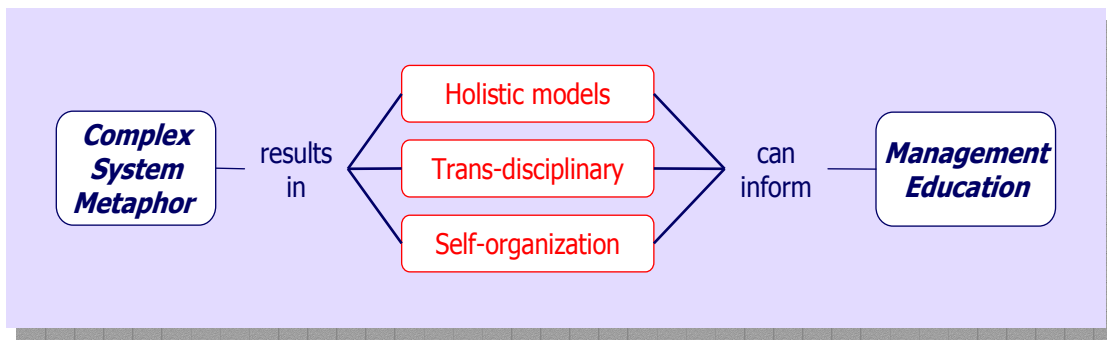 Complex
System
Metaphor
results
in
Holistic models
Trans-disciplinary
Self-organization
can
inform
Management
Education